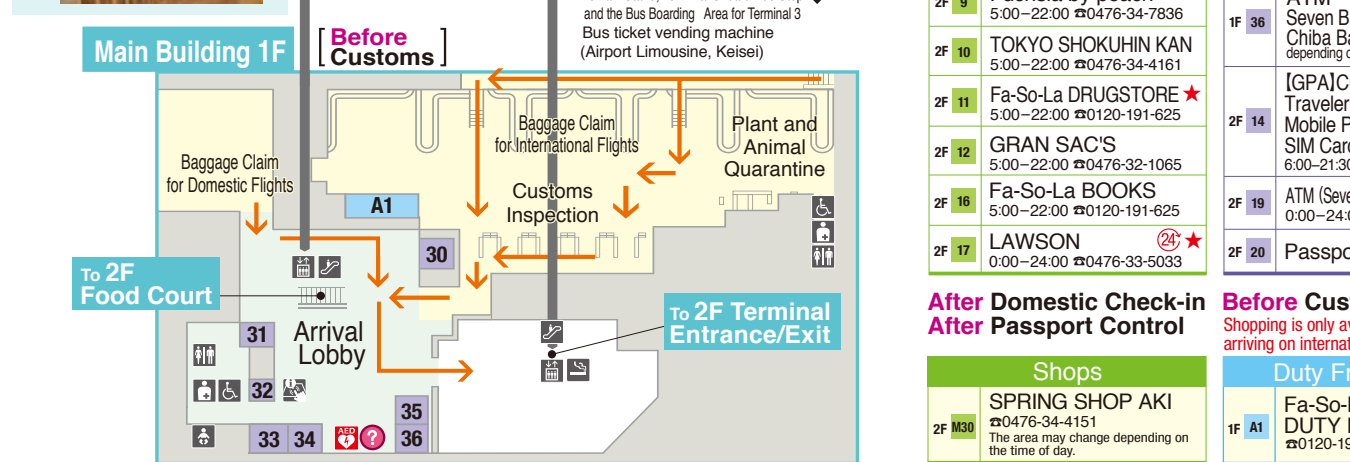 and the Bus Boarding Area for Terminal 3
Bus ticket vending machine
(Airport Limousine, Keisei)
Main Building 1F
[Before Customs]
Baggage Claim
for Domestic Flights
Baggage Claim
for International Flights
Plant and
Animal
Quarantine
Customs
Inspection
A1
30
To 2F
Food Court
Arrival
Lobby
To 2F Terminal
Entrance/Exit
31
32
33
34
AED
?
35
36
2F 9
5:00–22:00 ☎0476-34-7836
2F 10 TOKYO SHOKUHIN KAN
5:00–22:00 ☎0476-34-4161
2F 11 Fa-So-La DRUGSTORE ★
5:00–22:00 ☎0120-191-625
2F 12 GRAN SAC'S
5:00–22:00 ☎0476-32-1065
2F 16 Fa-So-La BOOKS
5:00–22:00 ☎0120-191-625
2F 17 LAWSON 24 ★
0:00–24:00 ☎0476-33-5033
After Domestic Check-in
After Passport Control
Shops
2F M30 SPRING SHOP AKI
☎0476-34-4151
The area may change depending on
the time of day.
1F 36
Seven B
Chiba Ba
depending
2F 14 【GPA】C
Traveler
Mobile P
SIM Card
6:00–21:30
2F 19 ATM (Seve
0:00–24:0
2F 20 Passpo
Before Cus
Shopping is only av
arriving on internat
Duty Fr
1F A1 Fa-So-L
DUTY
☎0120-19